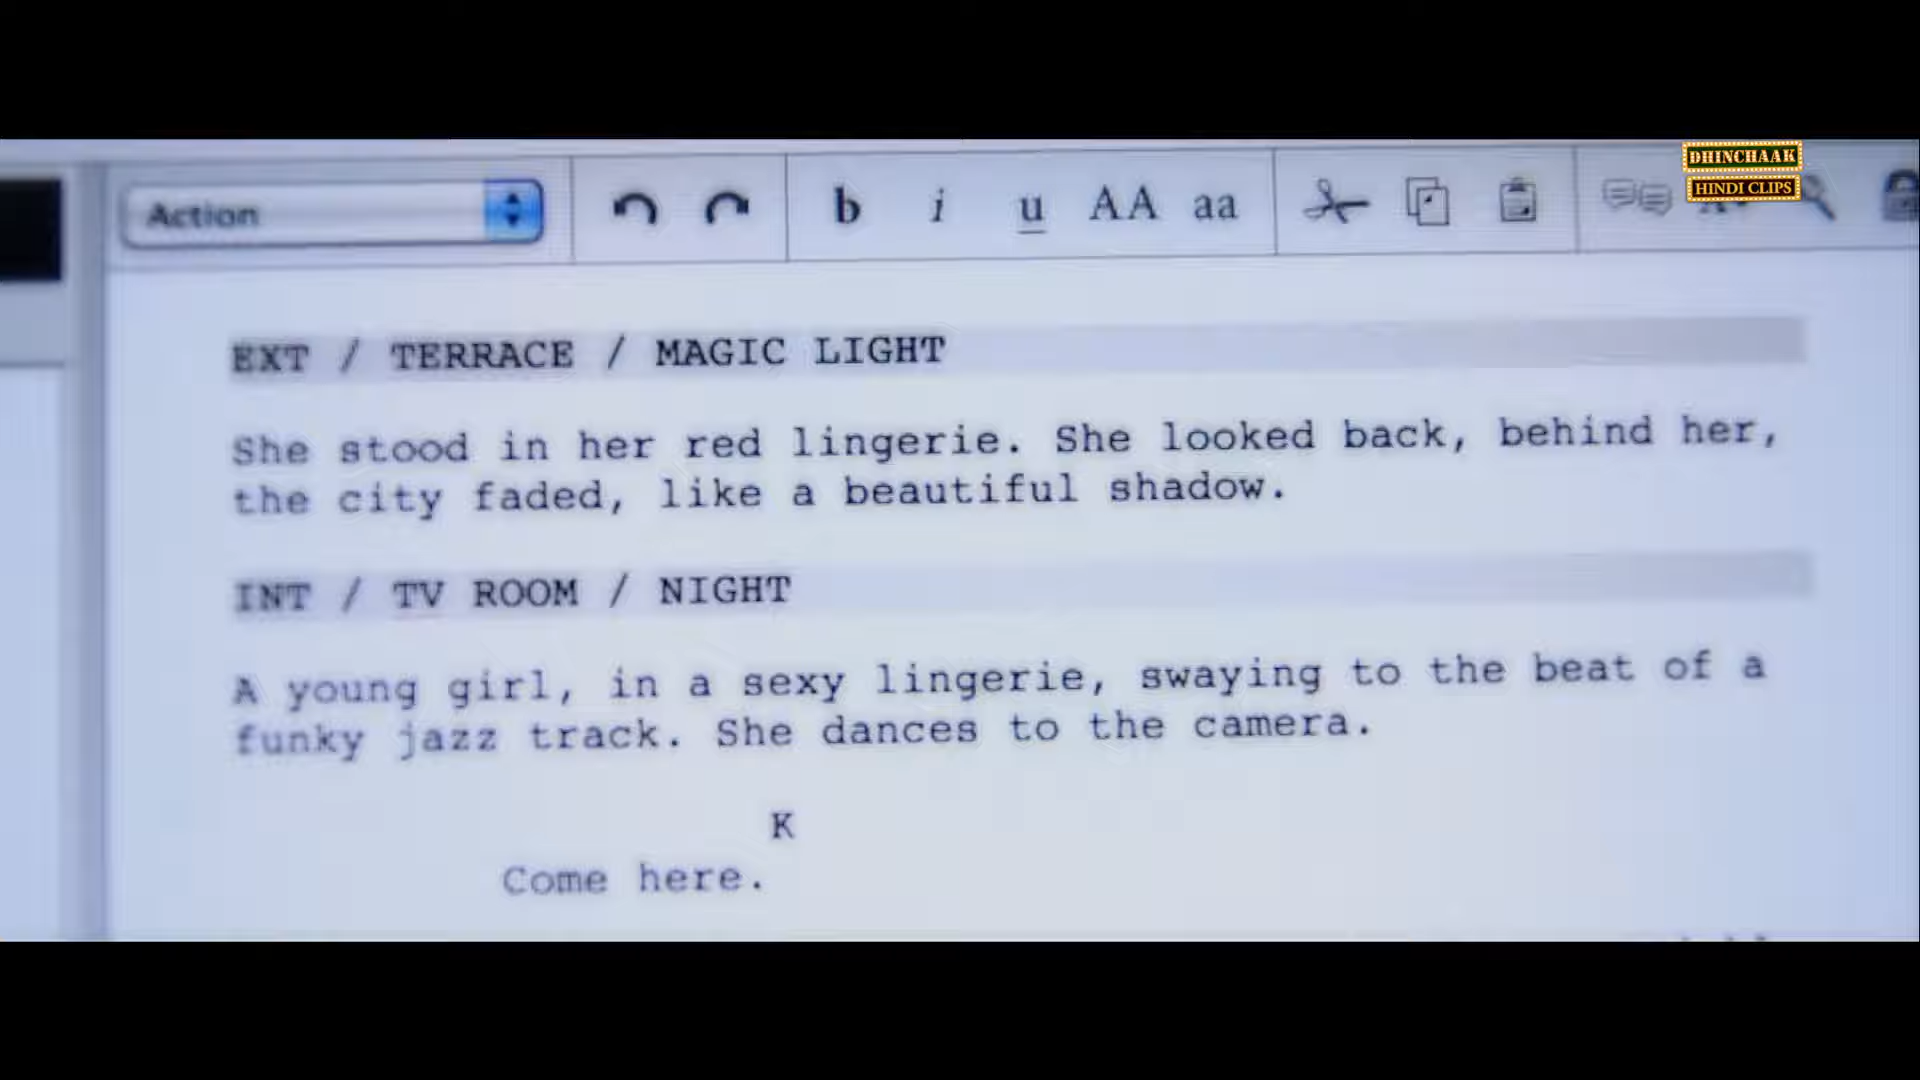 DHINCHAAK
HINDI CLIPS
Action
b i u AA aa
EXT / TERRACE / MAGIC LIGHT
She stood in her red lingerie. She looked back, behind her,
the city faded, like a beautiful shadow.
INT / TV ROOM / NIGHT
A young girl, in a sexy lingerie, swaying to the beat of a
funky jazz track. She dances to the camera.
K
Come here.